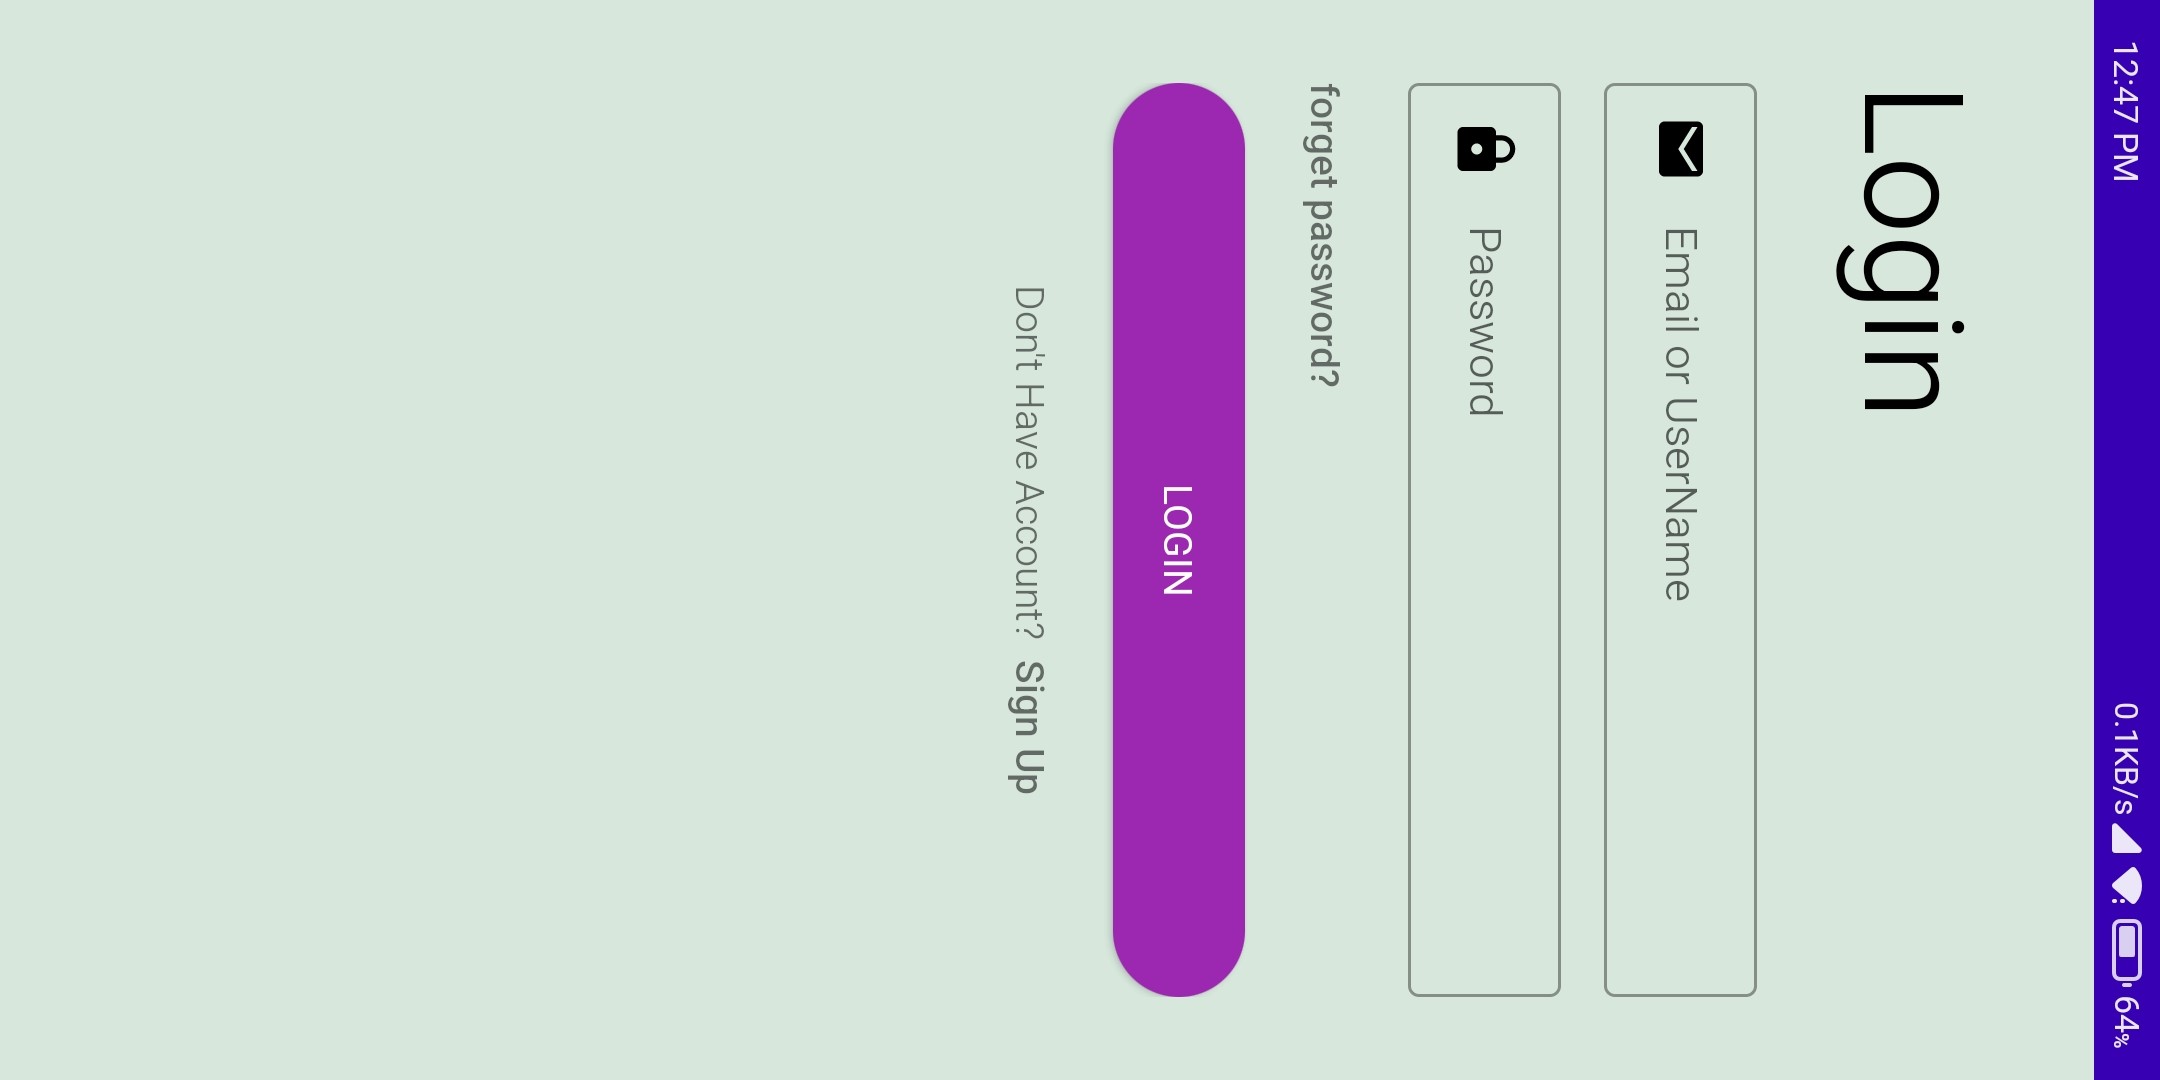 12:47 PM 0.1KB/s 64%
Login
Email or UserName
Password
forget password?
LOGIN
Don't Have Account? Sign Up